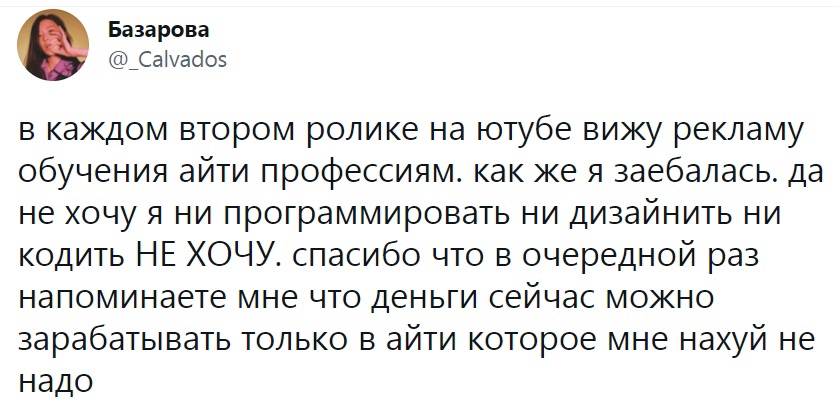 Базарова
@_Calvados
в каждом втором ролике на ютубе вижу рекламу
обучения айти профессиям. как же я заебалась. да
не хочу я ни программировать ни дизайнить ни
кодить НЕ ХОЧУ. спасибо что в очередной раз
напоминаете мне что деньги сейчас можно
зарабатывать только в айти которое мне нахуй не
надо